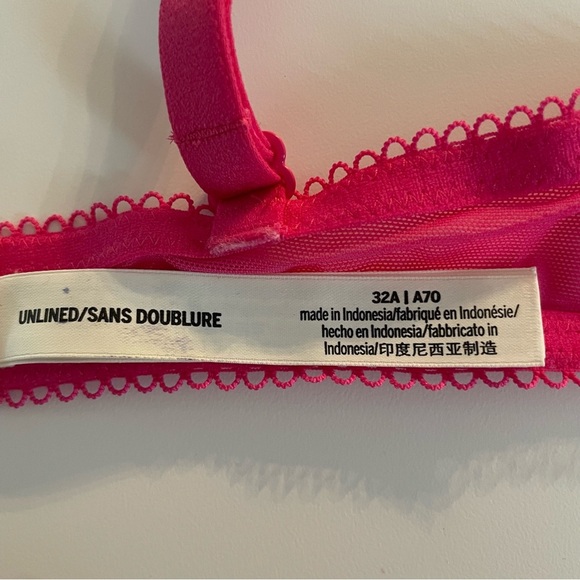 UNLINED/SANS DOUBLURE
32A | A70
made in Indonesia/fabriqué en Indonésie/
hecho en Indonesia/fabbricato in
Indonesia/印度尼西亚制造